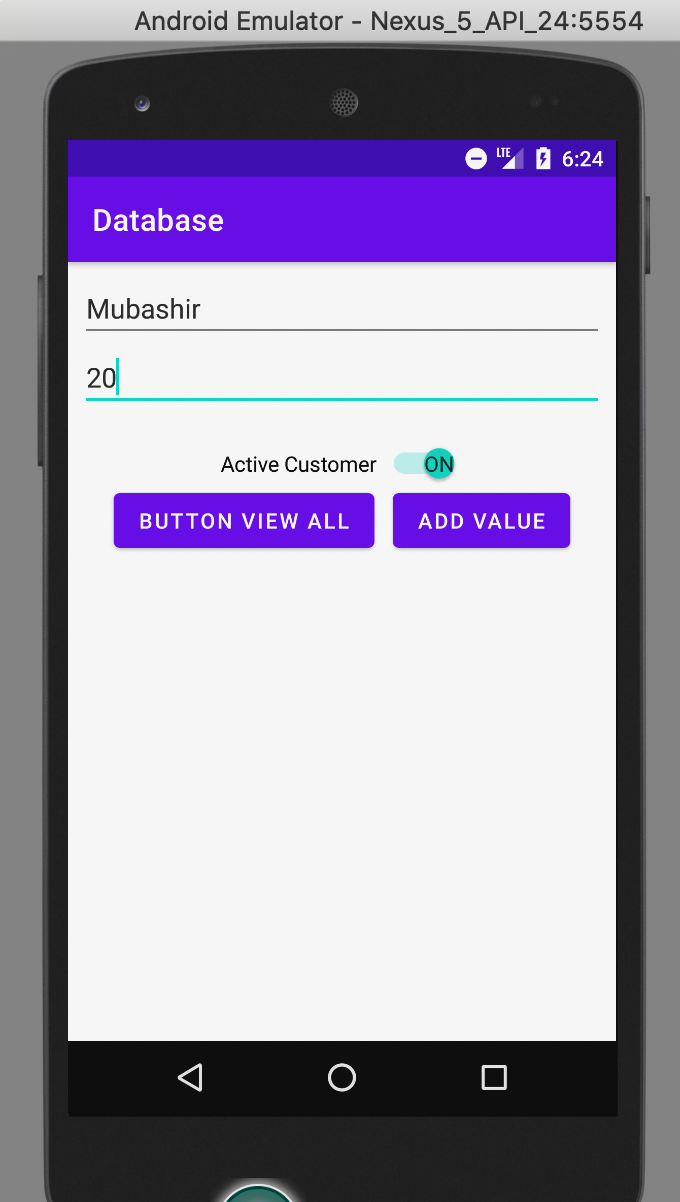 Android Emulator - Nexus_5_API_24:5554
LTE 6:24
Database
Mubashir
20
Active Customer ON
BUTTON VIEW ALL ADD VALUE